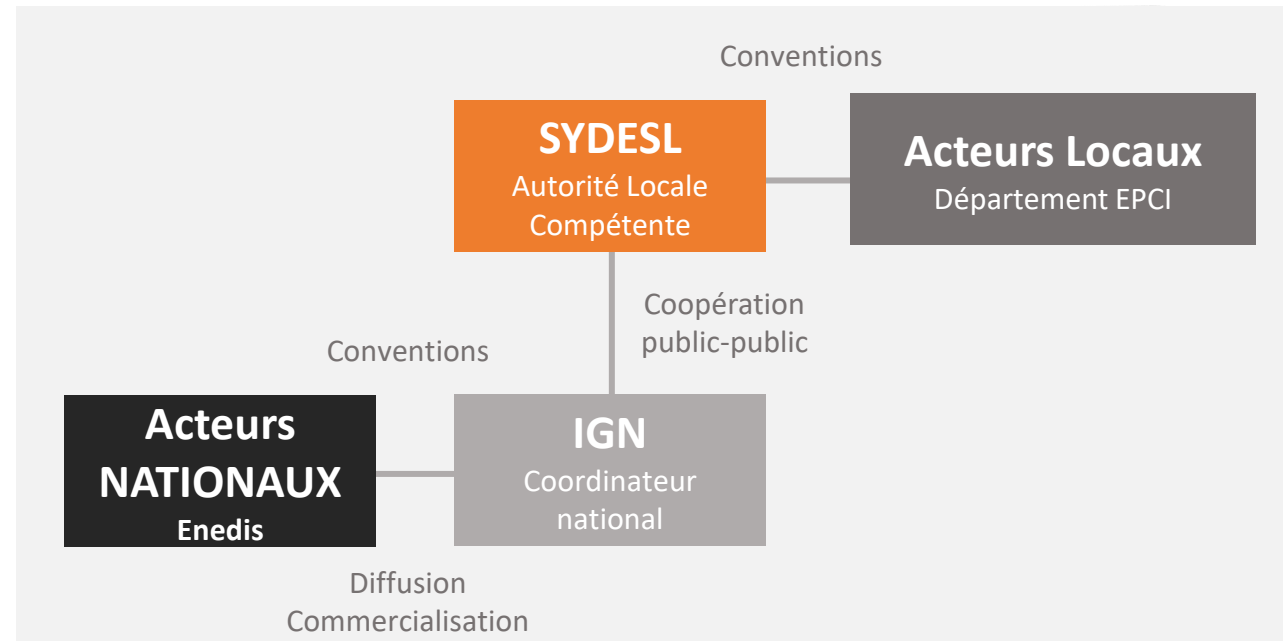 Conventions
SYDESL
Autorité Locale
Compétente
Acteurs Locaux
Département EPCI
Coopération
public-public
Conventions
Acteurs
NATIONAUX
Enedis
IGN
Coordinateur
national
Diffusion
Commercialisation